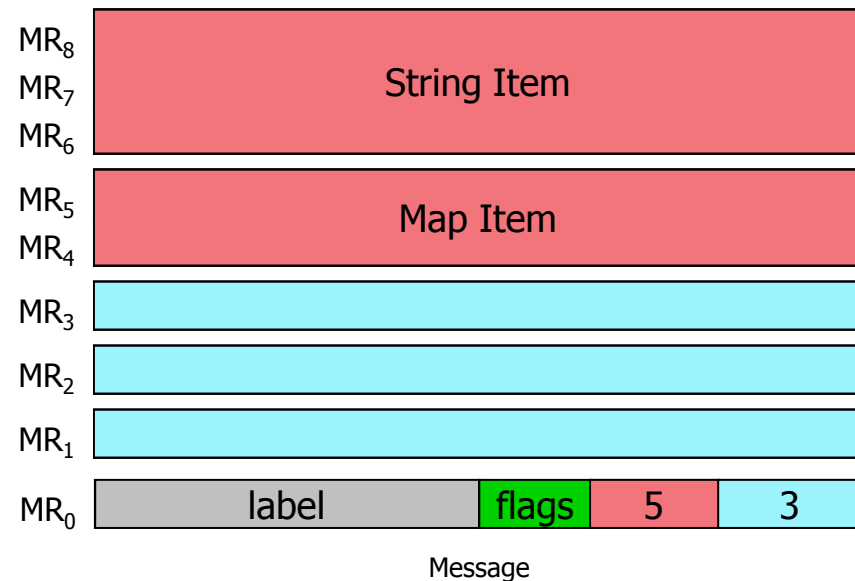 MR₈
MR₇ String Item
MR₆
MR₅
Map Item
MR₄
MR₃
MR₂
MR₁
MR₀ label flags 5 3
Message